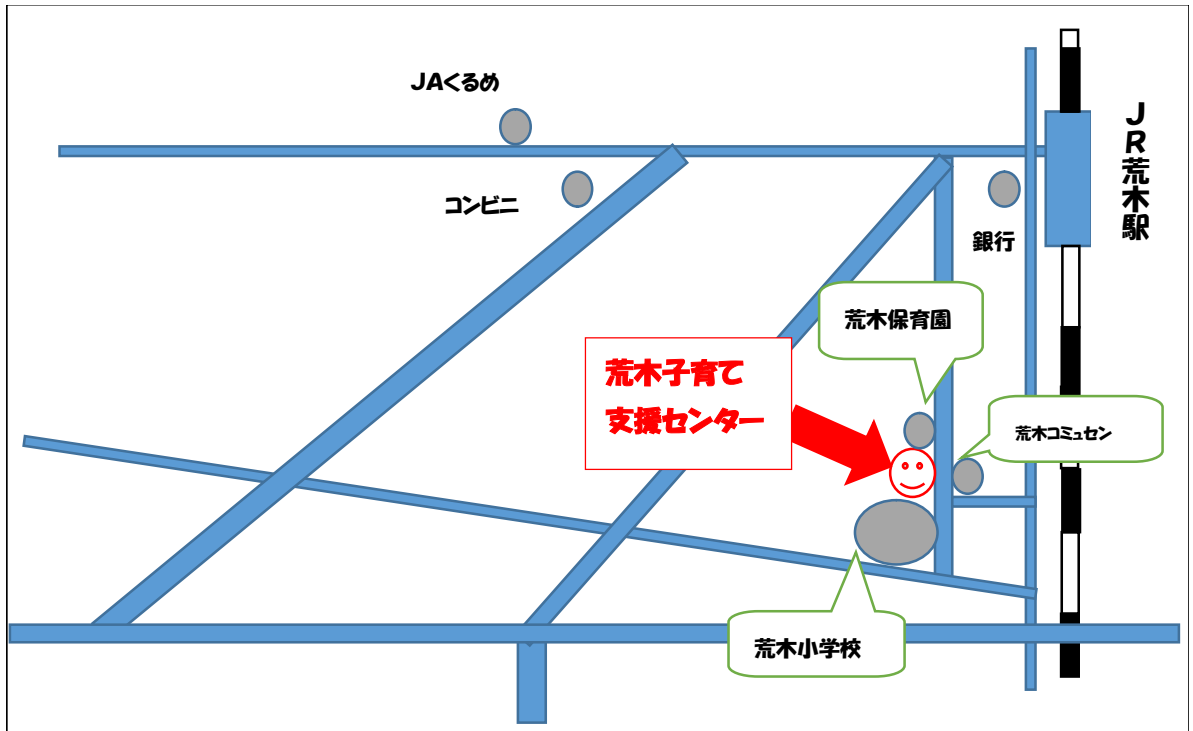 JAくるめ
コンビニ
銀行
JR荒木駅
荒木保育園
荒木子育て
支援センター
荒木コミュセン
荒木小学校